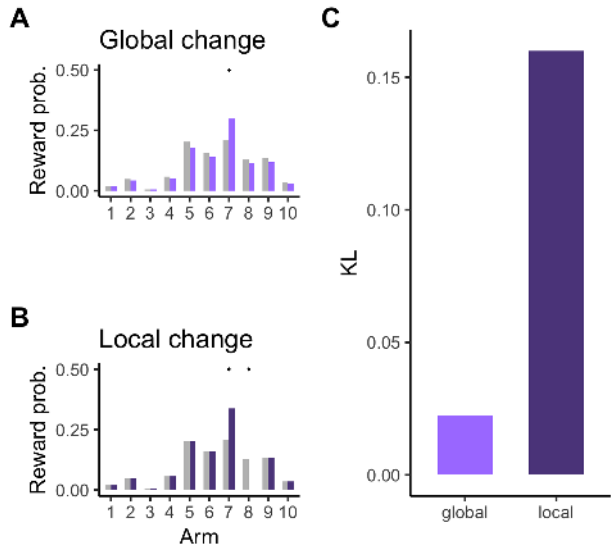 A
Global change
Reward prob.
0.50
0.25
0.00
1 2 3 4 5 6 7 8 9 10
B
Local change
Reward prob.
0.50
0.25
0.00
1 2 3 4 5 6 7 8 9 10
Arm
C
KL
0.15
0.10
0.05
0.00
global local